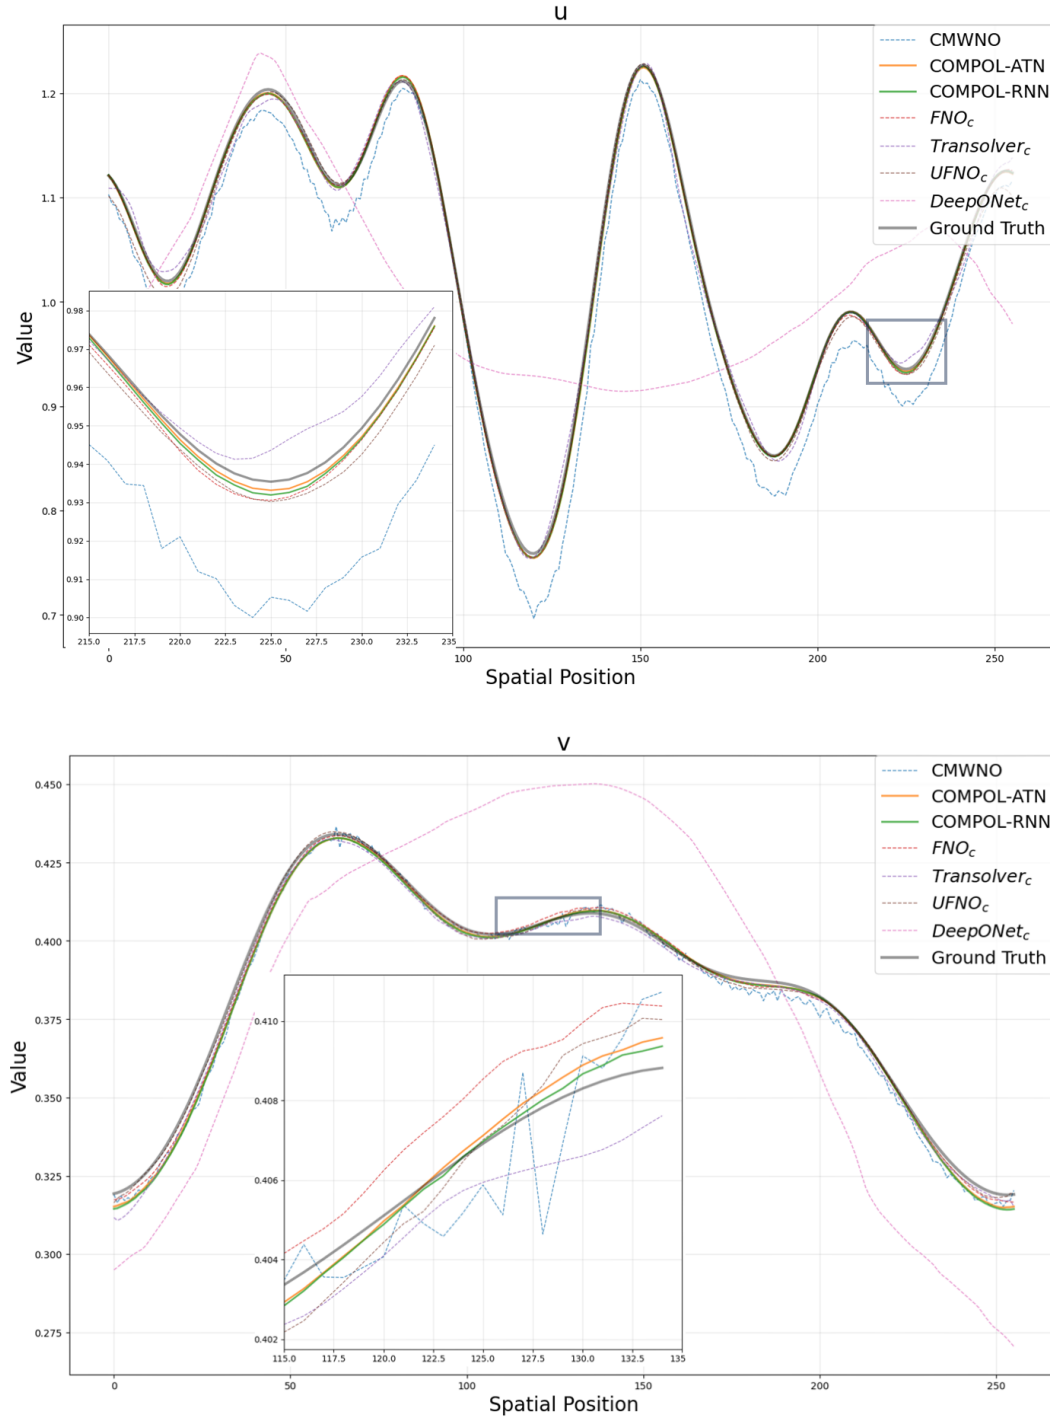 u
CMWNO
COMPOL-ATN
COMPOL-RNN
FNOc
Transolverc
UFNOc
DeepONetc
Ground Truth
Value
1.2
1.1
1.0
0.9
0.8
0.7
0.98
0.97
0.96
0.95
0.94
0.93
0.92
0.91
0.90
215.0 217.5 220.0 222.5 225.0 227.5 230.0 232.5 235
0 50 100 150 200 250
Spatial Position
v
CMWNO
COMPOL-ATN
COMPOL-RNN
FNOc
Transolverc
UFNOc
DeepONetc
Ground Truth
Value
0.450
0.425
0.400
0.375
0.350
0.325
0.300
0.275
0.410
0.408
0.406
0.404
0.402
115.0 117.5 120.0 122.5 125.0 127.5 130.0 132.5 135
0 50 100 150 200 250
Spatial Position